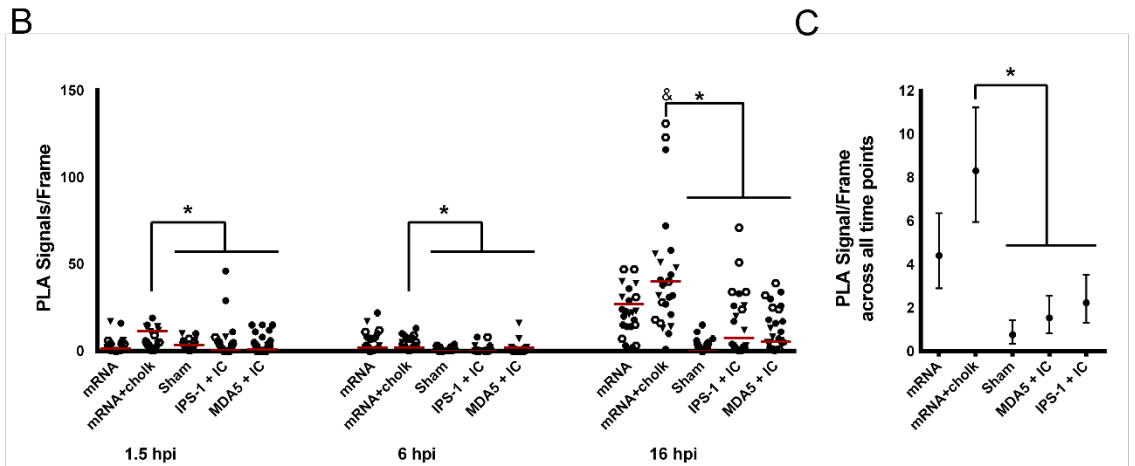 B
PLA Signals/Frame
150
100
50
0
*
*
&
*
mRNA
mRNA+cholk
Sham
IPS-1 + IC
MDA5 + IC
mRNA
mRNA+cholk
Sham
IPS-1 + IC
MDA5 + IC
mRNA
mRNA+cholk
Sham
IPS-1 + IC
MDA5 + IC
1.5 hpi
6 hpi
16 hpi
C
PLA Signal/Frame
across all time points
12
10
8
6
4
2
0
*
mRNA
mRNA+cholk
Sham
MDA5 + IC
IPS-1 + IC